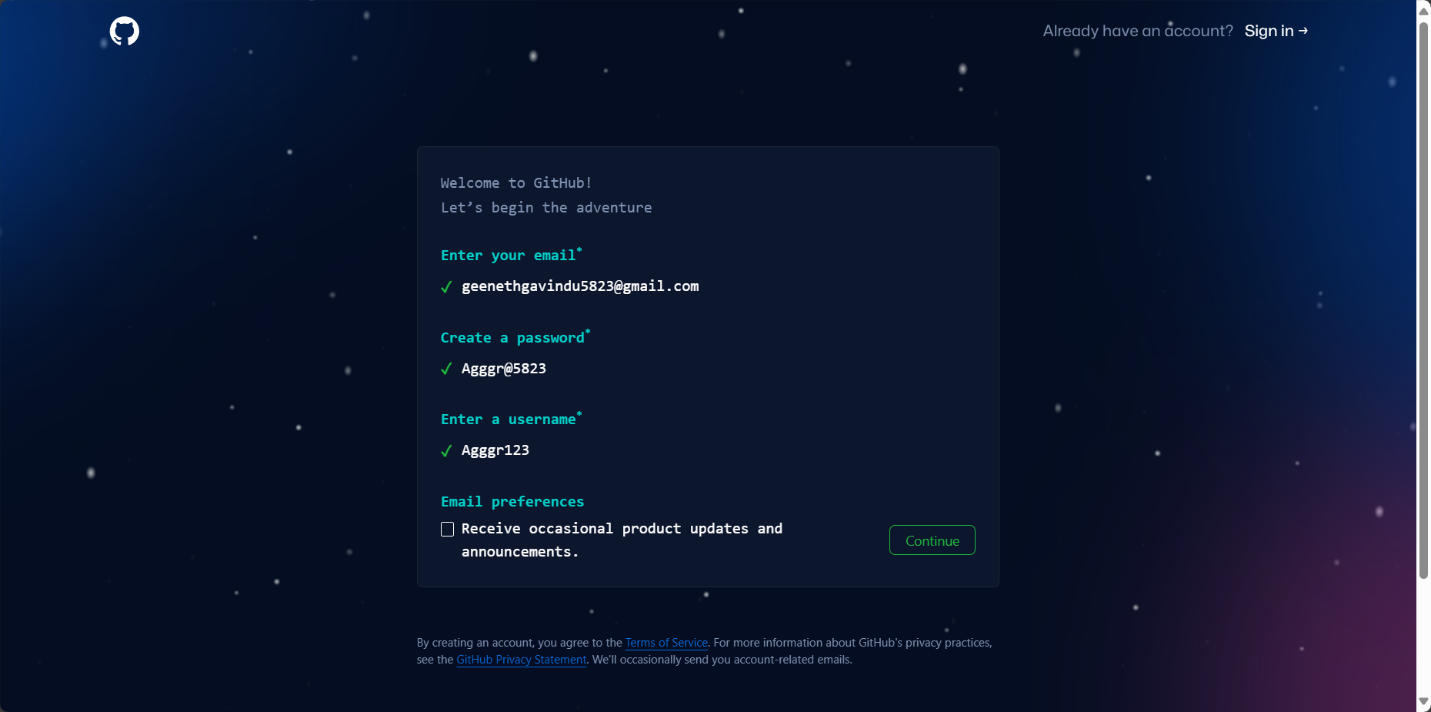 Already have an account? Sign in →
Welcome to GitHub!
Let’s begin the adventure
Enter your email*
✓ geenethgavindu5823@gmail.com
Create a password*
✓ Agggr@5823
Enter a username*
✓ Agggr123
Email preferences
Receive occasional product updates and
announcements.
Continue
By creating an account, you agree to the Terms of Service. For more information about GitHub's privacy practices,
see the GitHub Privacy Statement. We'll occasionally send you account-related emails.